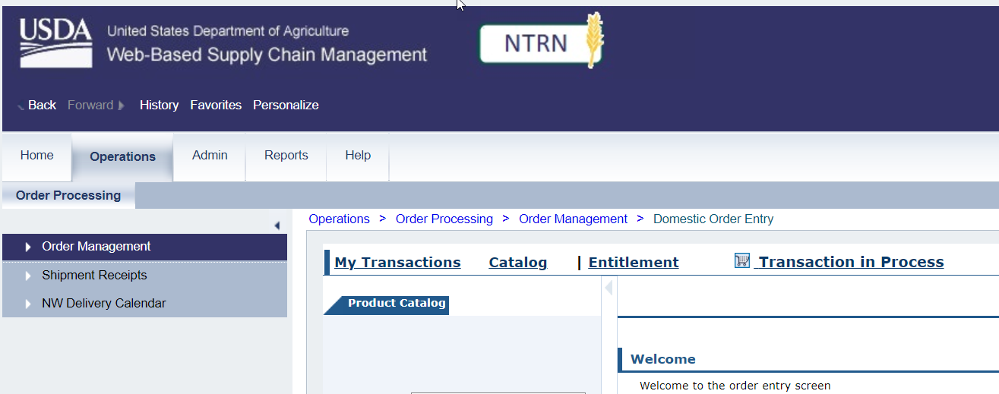 USDA
United States Department of Agriculture
Web-Based Supply Chain Management
NTRN
Back Forward History Favorites Personalize
Home Operations Admin Reports Help
Order Processing
Operations > Order Processing > Order Management > Domestic Order Entry
Order Management
Shipment Receipts
NW Delivery Calendar
My Transactions Catalog | Entitlement Transaction in Process
Product Catalog
Welcome
Welcome to the order entry screen